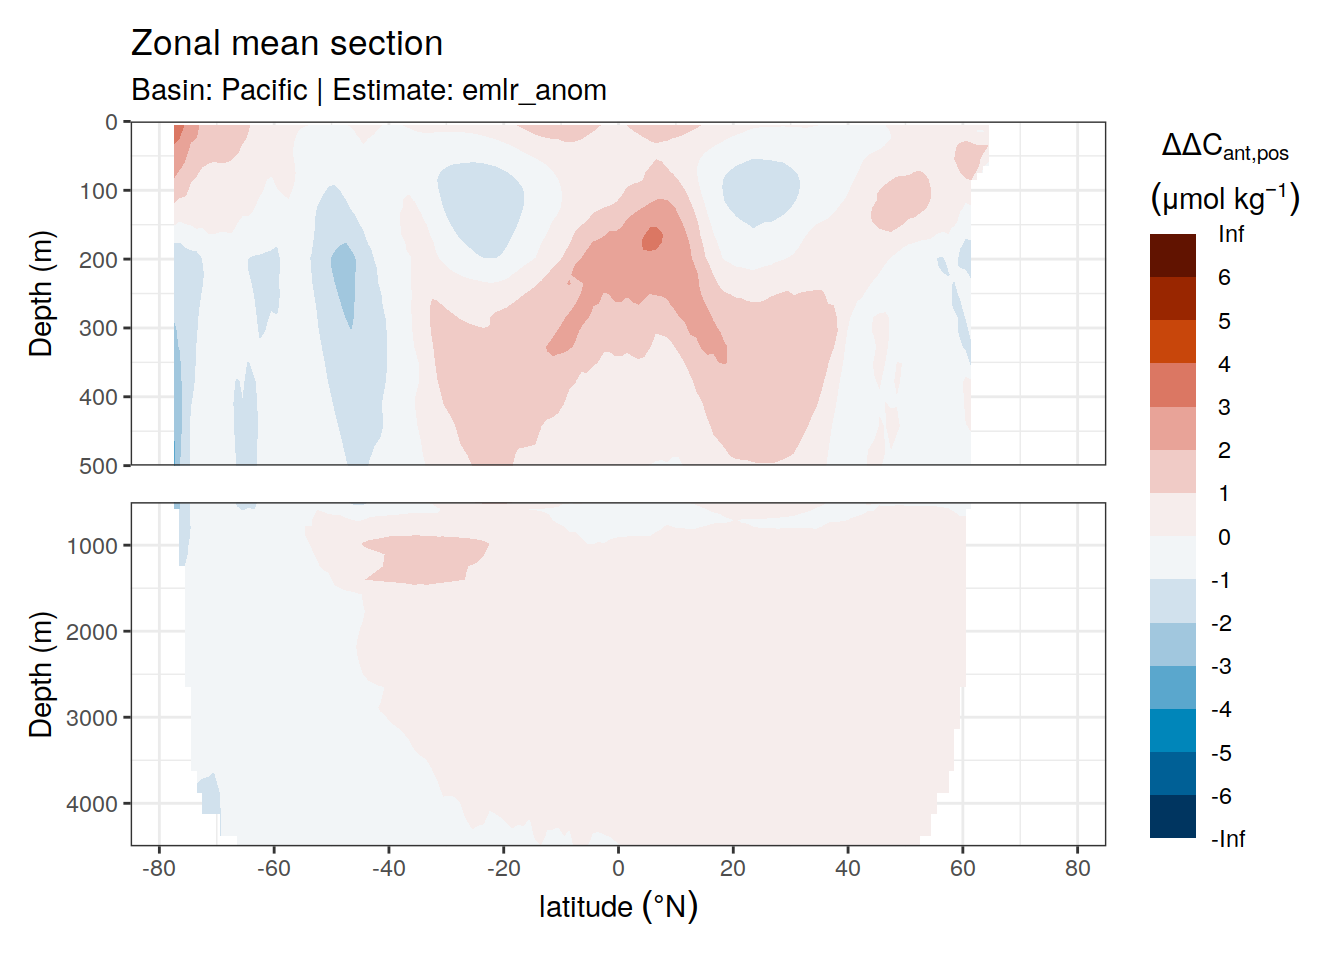 Zonal mean section
Basin: Pacific | Estimate: emlr_anom
Depth (m)
0
100
200
300
400
500
Depth (m)
1000
2000
3000
4000
-80 -60 -40 -20 0 20 40 60 80
latitude (°N)
ΔΔC ant,pos
(μmol kg⁻¹)
Inf
6
5
4
3
2
1
0
-1
-2
-3
-4
-5
-6
-Inf